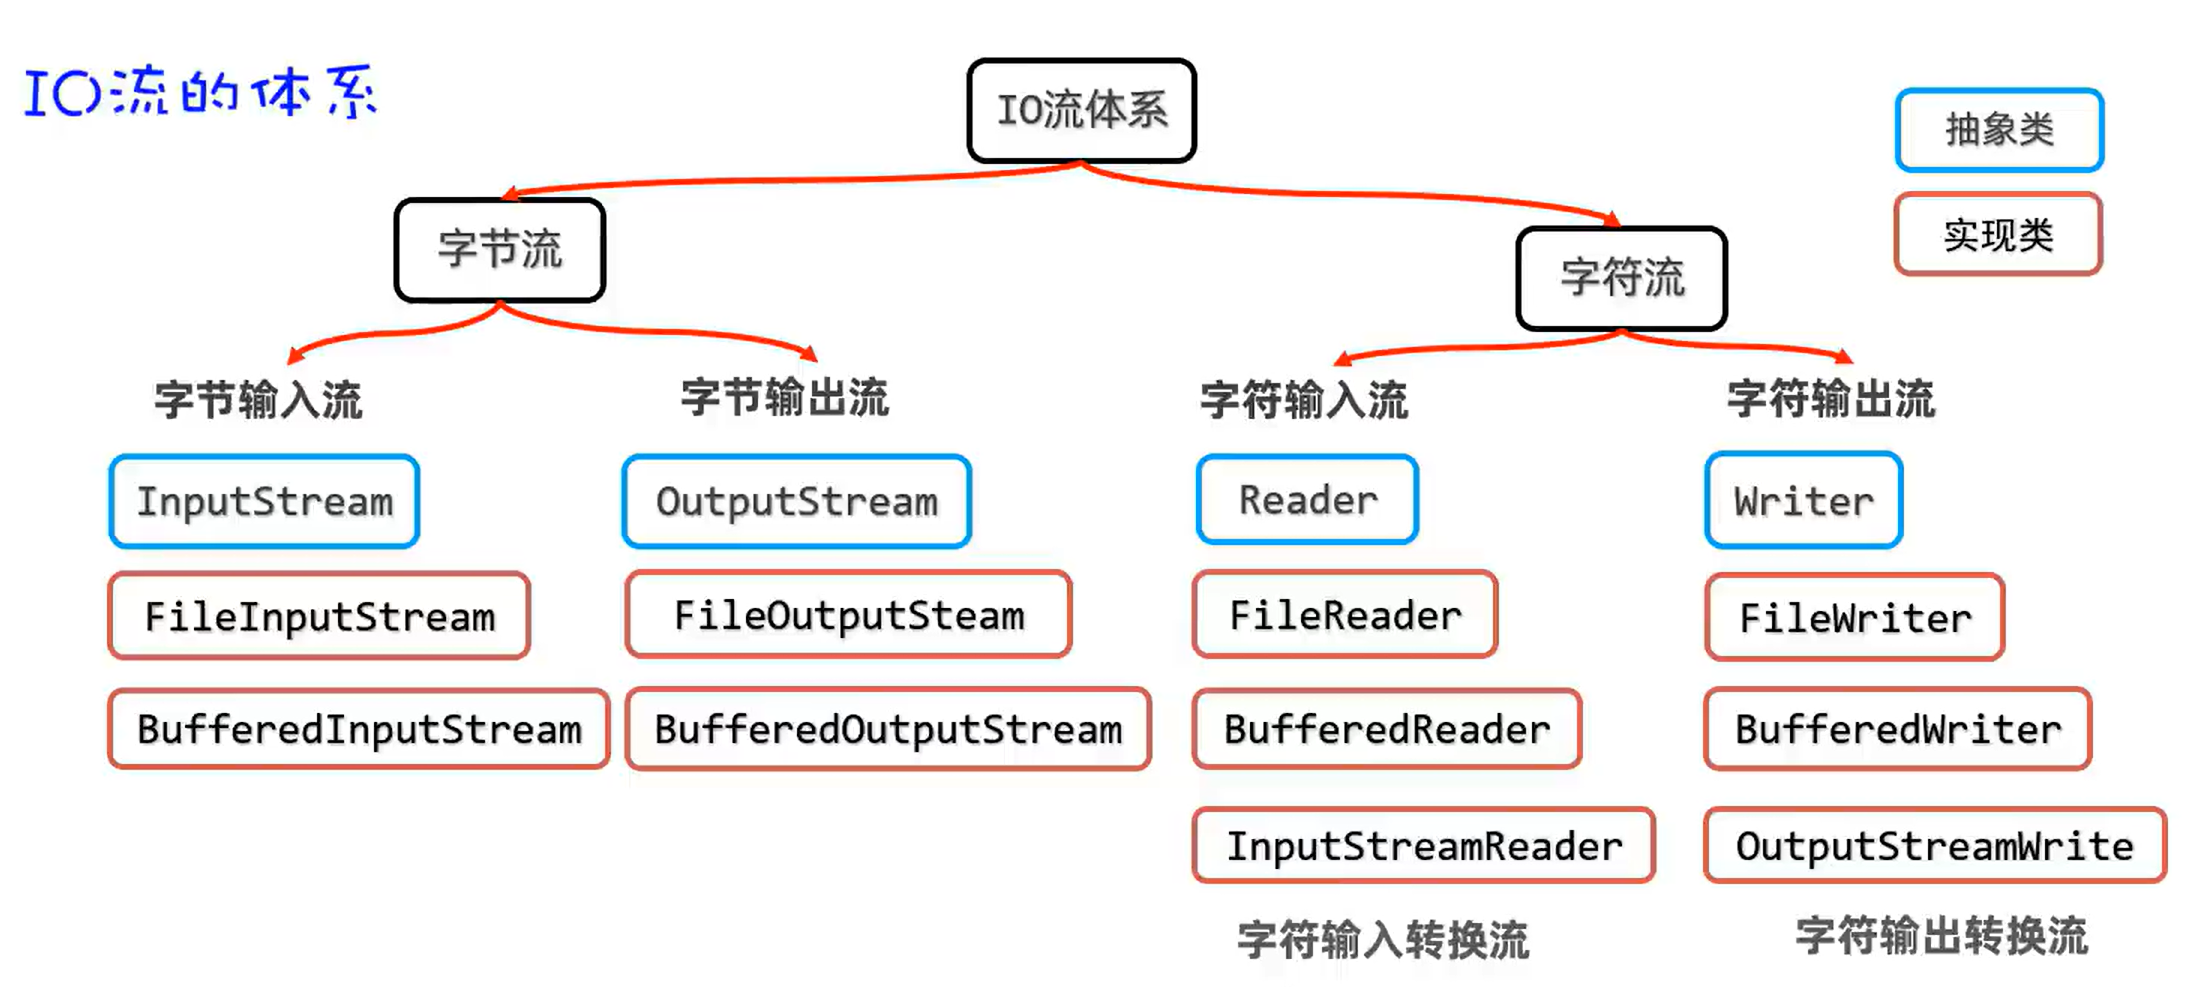 IO流的体系
IO流体系
抽象类
实现类
字节流
字符流
字节输入流
字节输出流
字符输入流
字符输出流
InputStream
OutputStream
Reader
Writer
FileInputStream
FileOutputSteam
FileReader
FileWriter
BufferedInputStream
BufferedOutputStream
BufferedReader
BufferedWriter
InputStreamReader
OutputStreamWrite
字符输入转换流
字符输出转换流